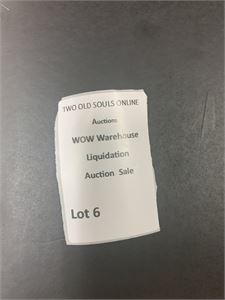 TWO OLD SOULS ONLINE
Auctions
WOW Warehouse
Liquidation
Auction Sale
Lot 6